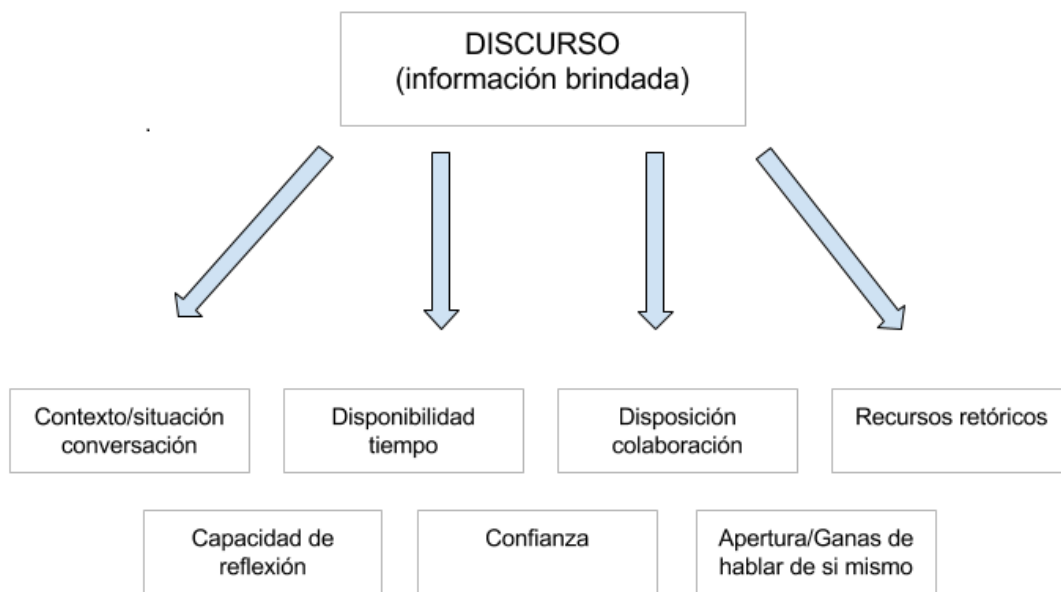 DISCURSO
(información brindada)
Contexto/situación
conversación
Disponibilidad
tiempo
Disposición
colaboración
Recursos retóricos
Capacidad de
reflexión
Confianza
Apertura/Ganas de
hablar de si mismo